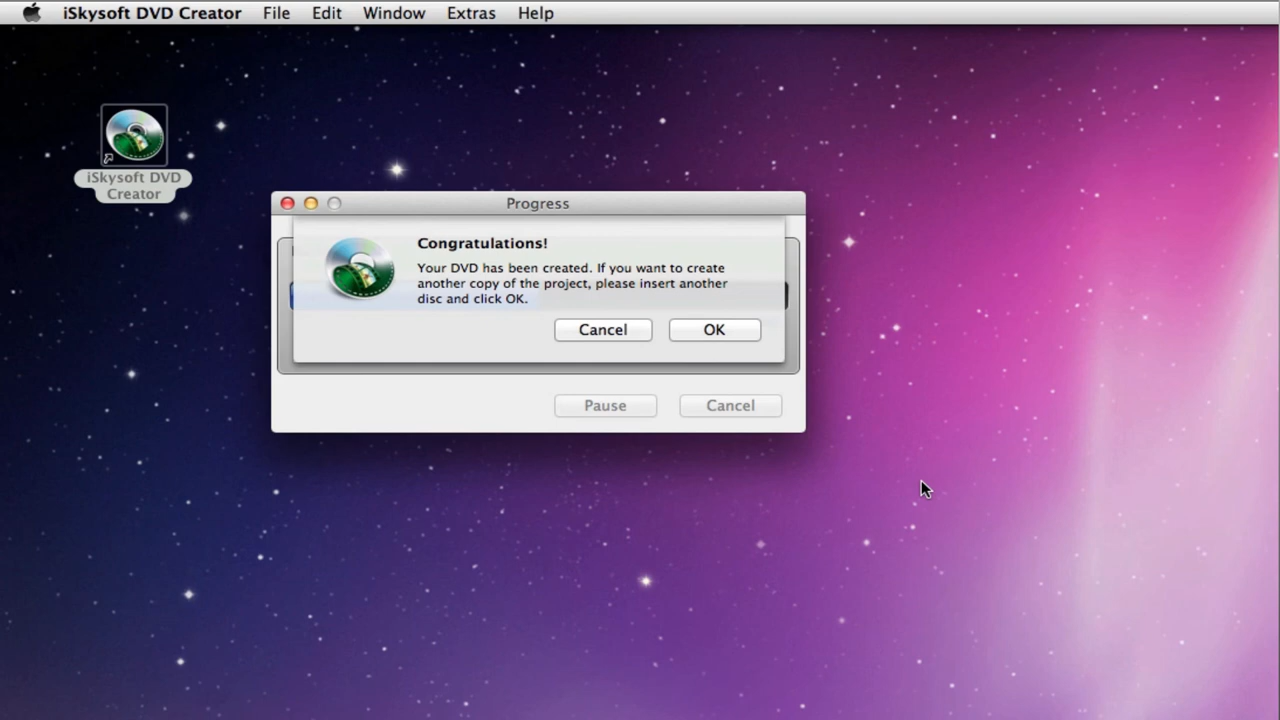 iSkysoft DVD Creator File Edit Window Extras Help
iSkysoft DVD
Creator
Progress
Congratulations!
Your DVD has been created. If you want to create
another copy of the project, please insert another
disc and click OK.
Cancel OK
Pause Cancel